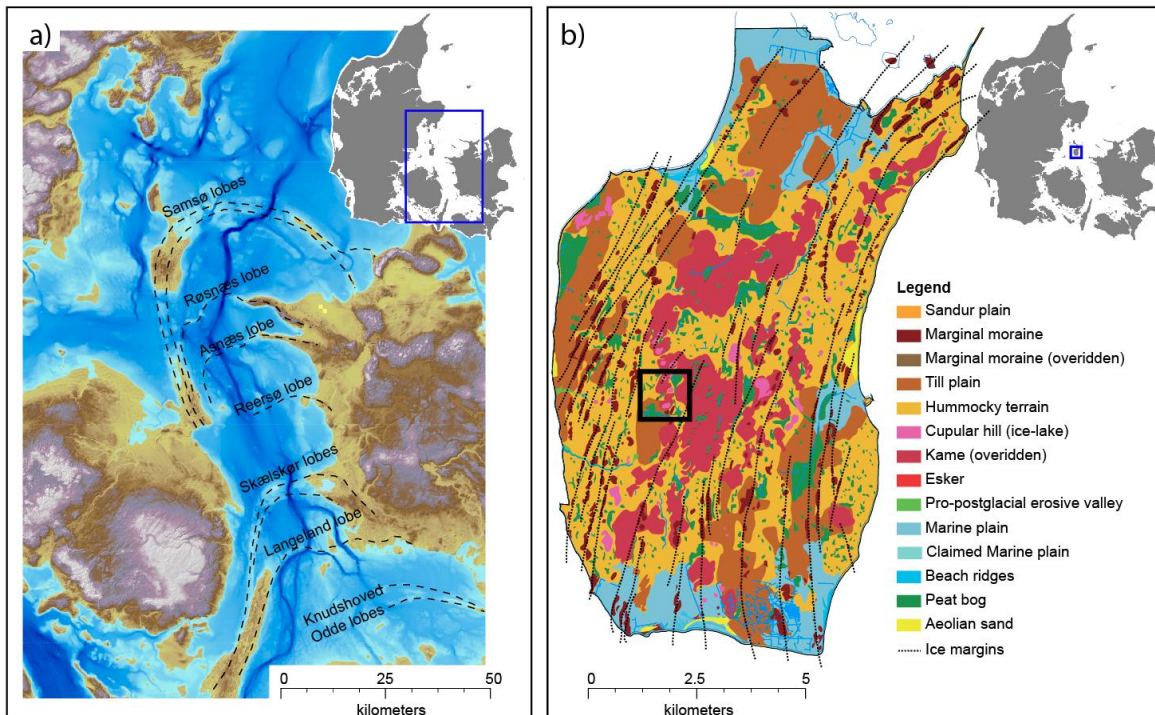 a)
Samsø lobes
Røsnæs lobe
Asnæs lobe
Reersø lobe
Skælskør lobes
Langeland lobe
Knudshoved
Odde lobes
0 25 50
kilometers
b)
Legend
Sandur plain
Marginal moraine
Marginal moraine (overidden)
Till plain
Hummocky terrain
Cupular hill (ice-lake)
Kame (overidden)
Esker
Pro-postglacial erosive valley
Marine plain
Claimed Marine plain
Beach ridges
Peat bog
Aeolian sand
Ice margins
0 2.5 5
kilometers